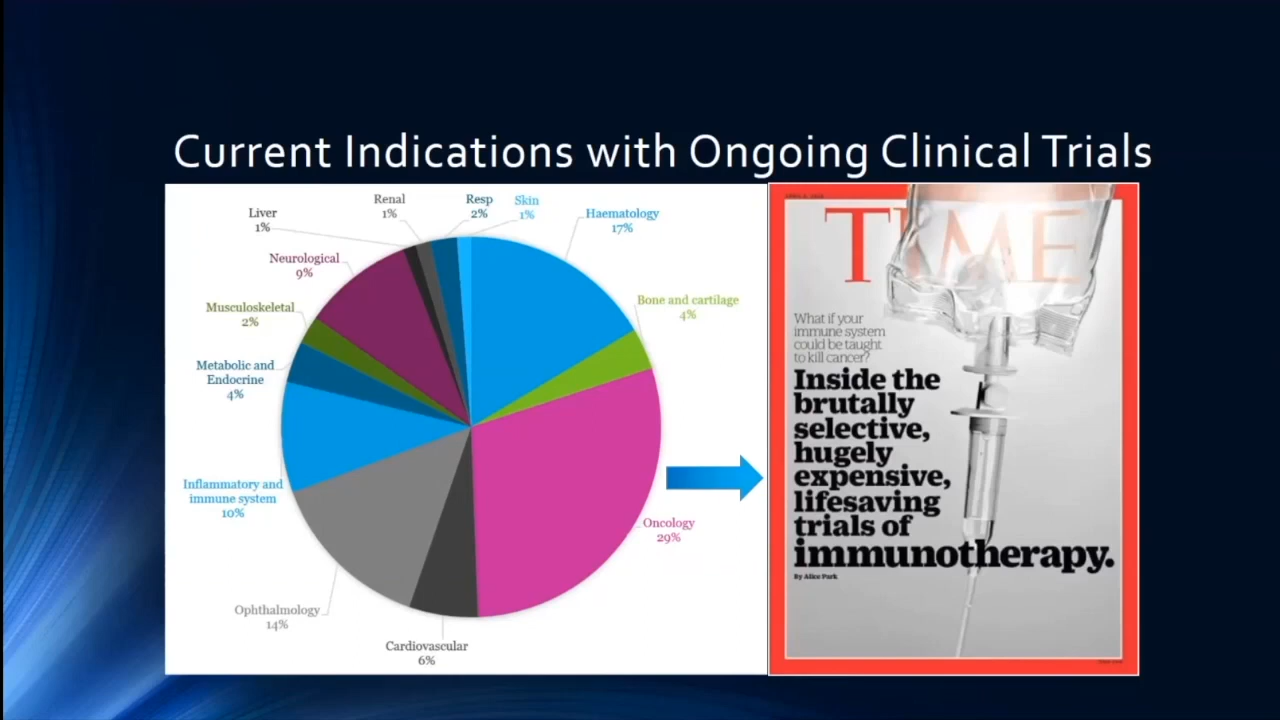 Current Indications with Ongoing Clinical Trials
Liver
1%
Renal
1%
Resp
2%
Skin
1%
Haematology
17%
Neurological
9%
Bone and cartilage
4%
Musculoskeletal
2%
Metabolic and
Endocrine
4%
Inflammatory and
immune system
10%
Oncology
29%
Ophthalmology
14%
Cardiovascular
6%
TIME
What if your
immune system
could be taught
to kill cancer?
Inside the
brutally
selective,
hugely
expensive,
lifesaving
trials of
immunotherapy.
By Alice Park